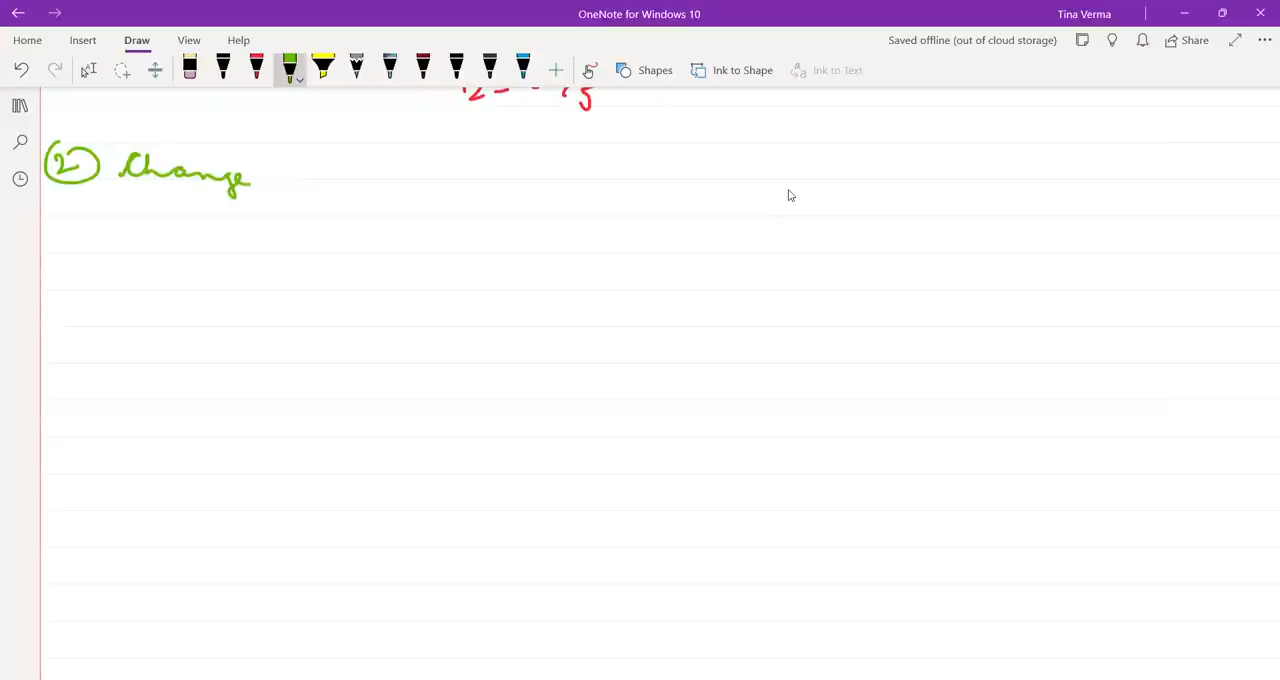 OneNote for Windows 10
Tina Verma
Home Insert Draw View Help
Saved offline (out of cloud storage)
Share
Shapes
Ink to Shape
Ink to Text
2 Change